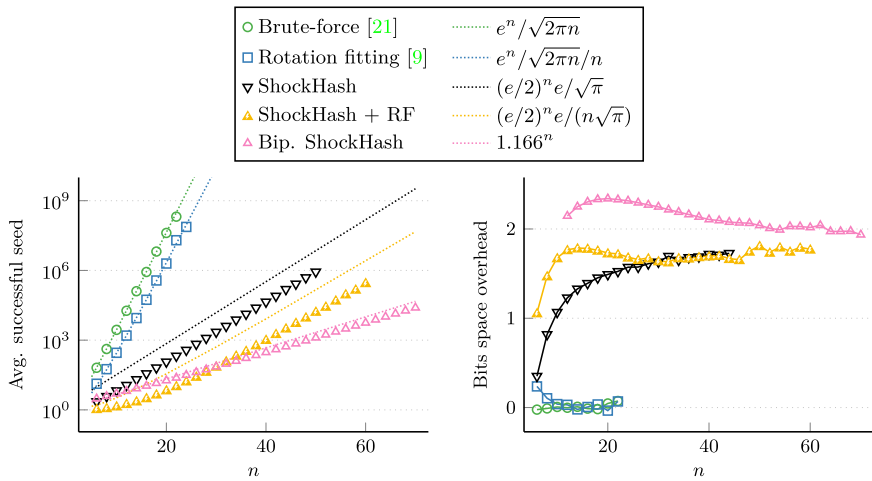 Brute-force [21] e^n/√(2πn)
Rotation fitting [9] e^n/√(2πn)/n
ShockHash (e/2)^n e/√π
ShockHash + RF (e/2)^n e/(n√π)
Bip. ShockHash 1.166^n
Avg. successful seed
10^9
10^6
10^3
10^0
20 40 60
n
Bits space overhead
2
1
0
20 40 60
n